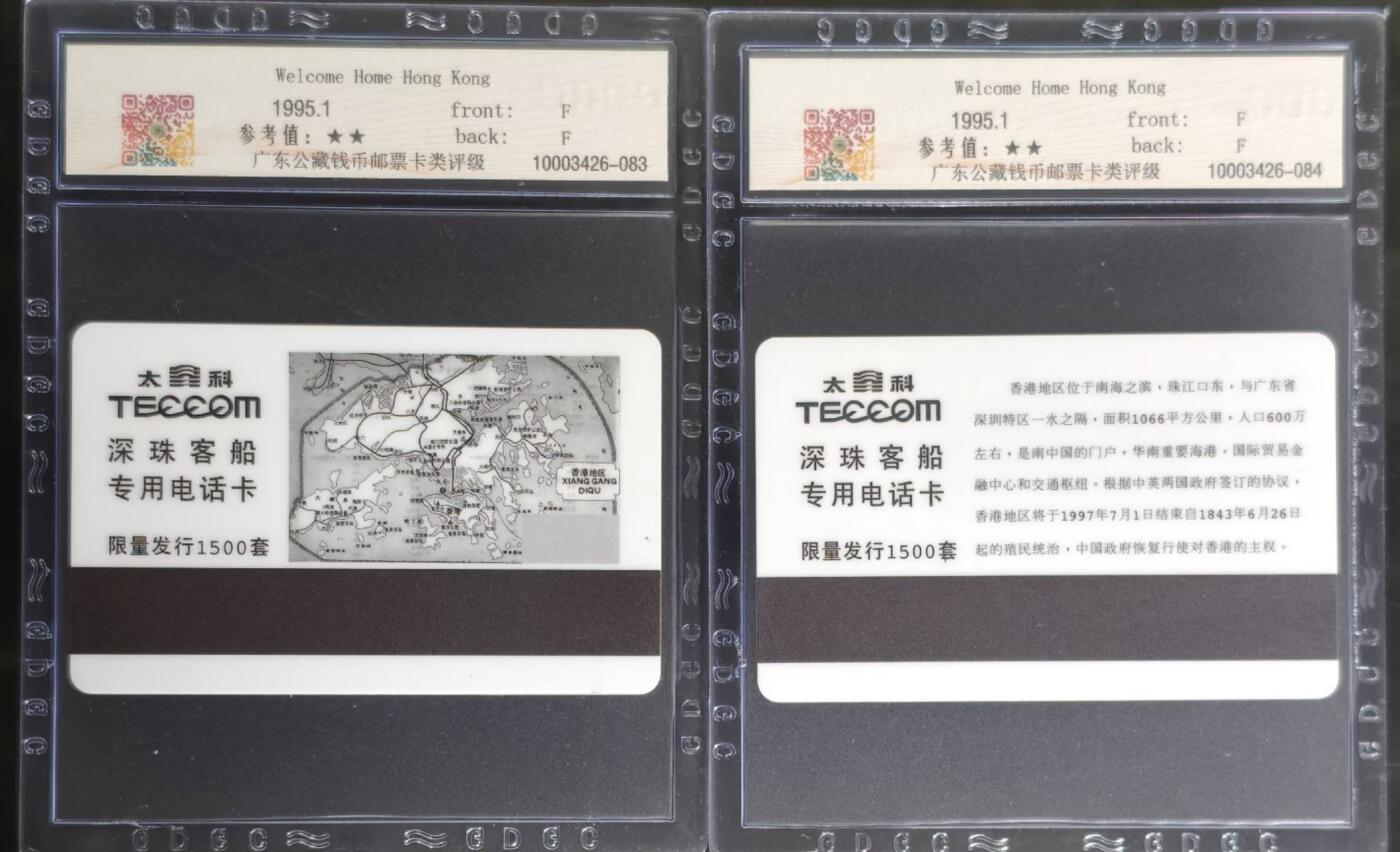 Welcome Home Hong Kong
1995.1 front: F
参考值：★★ back: F
广东公藏钱币邮票卡类评级 10003426-083
太科
TECCOM
深珠客船
专用电话卡
限量发行1500套
香港地区
XIANG GANG
DIQU
Welcome Home Hong Kong
1995.1 front: F
参考值：★★ back: F
广东公藏钱币邮票卡类评级 10003426-084
太科
TECCOM
深珠客船
专用电话卡
限量发行1500套
香港地区位于南海之滨，珠江口东，与广东省
深圳特区一水之隔，面积1066平方公里，人口600万
左右，是南中国的门户，华南重要海港，国际贸易金
融中心和交通枢纽。根据中英两国政府签订的协议，
香港地区将于1997年7月1日结束自1843年6月26日
起的殖民统治，中国政府恢复行使对香港的主权。